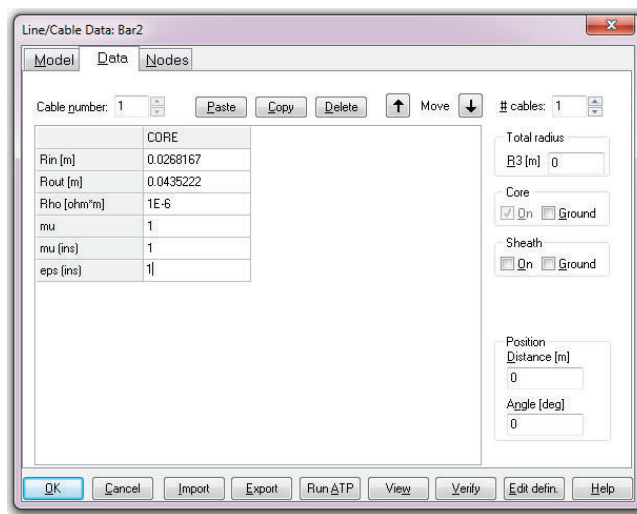 Line/Cable Data: Bar2
Model Data Nodes
Cable number: 1 Paste Copy Delete Move # cables: 1
CORE
Rin [m] 0.0268167
Rout [m] 0.0435222
Rho [ohm*m] 1E-6
mu 1
mu (ins) 1
eps (ins) 1
Total radius
R3 [m] 0
Core
On Ground
Sheath
On Ground
Position
Distance [m]
0
Angle [deg]
0
OK Cancel Import Export Run ATP View Verify Edit defin. Help